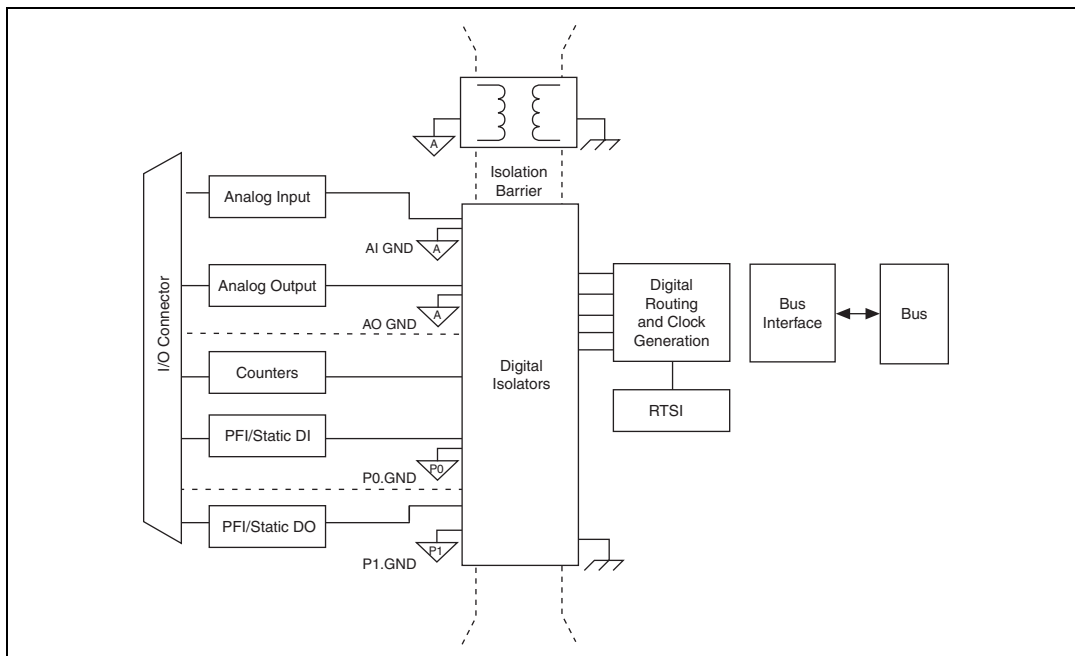 A
Isolation
Barrier
I/O Connector
Analog Input
AI GND
A
Analog Output
AO GND
A
Counters
PFI/Static DI
P0.GND
P0
PFI/Static DO
P1.GND
P1
Digital
Isolators
Digital
Routing
and Clock
Generation
RTSI
Bus
Interface
Bus